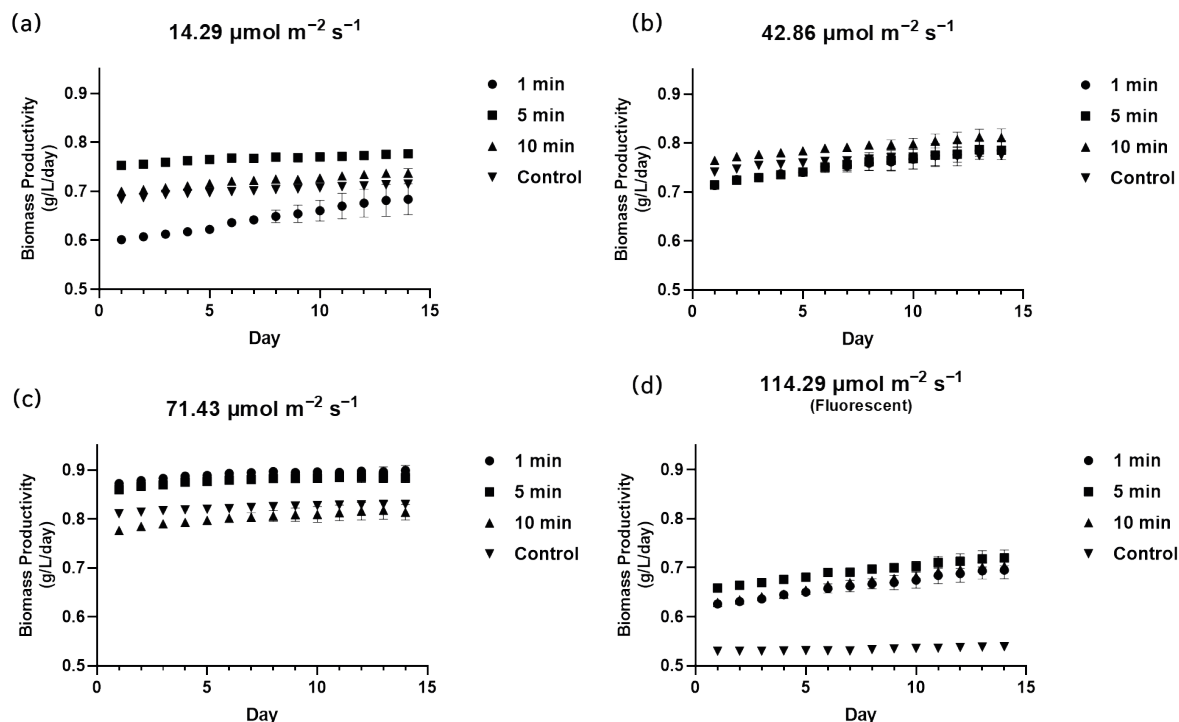 (a)
14.29 µmol m⁻² s⁻¹
Biomass Productivity
(g/L/day)
0.9
0.8
0.7
0.6
0.5
0 5 10 15
Day
1 min
5 min
10 min
Control
(b)
42.86 µmol m⁻² s⁻¹
Biomass Productivity
(g/L/day)
0.9
0.8
0.7
0.6
0.5
0 5 10 15
Day
1 min
5 min
10 min
Control
(c)
71.43 µmol m⁻² s⁻¹
Biomass Productivity
(g/L/day)
0.9
0.8
0.7
0.6
0.5
0 5 10 15
Day
1 min
5 min
10 min
Control
(d)
114.29 µmol m⁻² s⁻¹
(Fluorescent)
Biomass Productivity
(g/L/day)
0.9
0.8
0.7
0.6
0.5
0 5 10 15
Day
1 min
5 min
10 min
Control